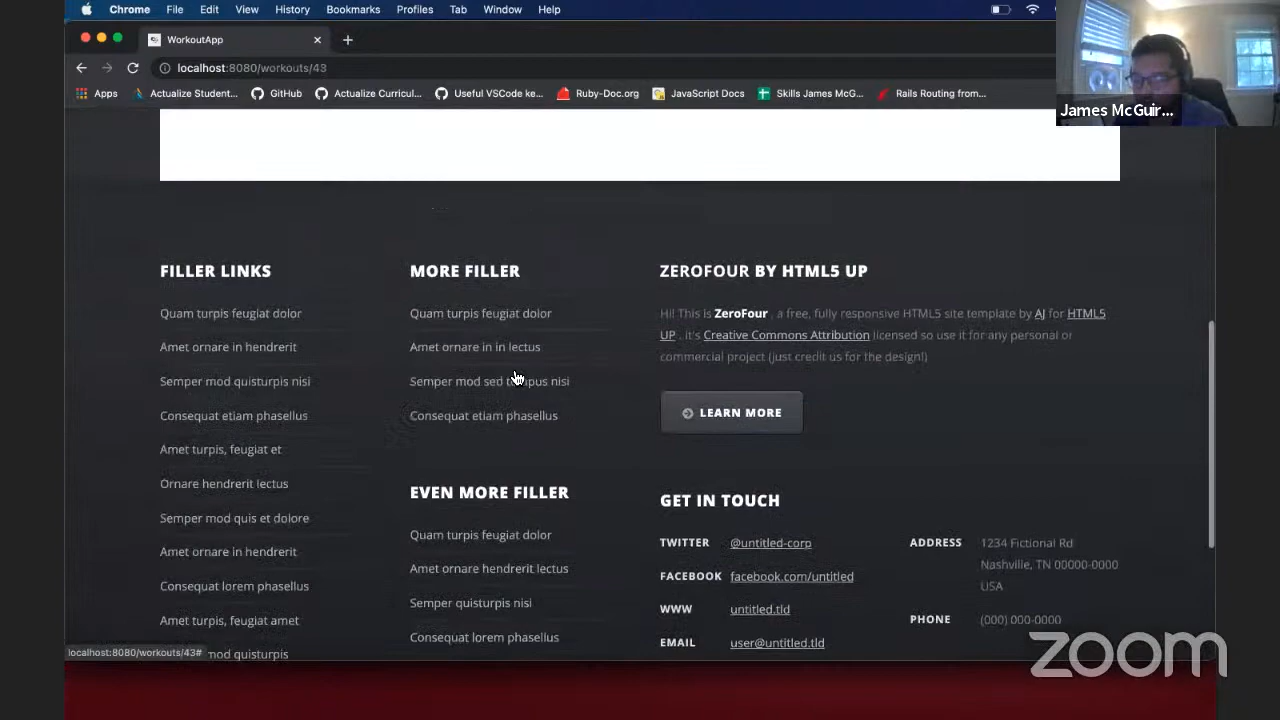 Chrome File Edit View History Bookmarks Profiles Tab Window Help
WorkoutApp
localhost:8080/workouts/43
Apps Actualize Student... GitHub Actualize Curricul... Useful VSCode ke... Ruby-Doc.org JavaScript Docs Skills James McG... Rails Routing from...
James McGuir...
FILLER LINKS
Quam turpis feugiat dolor
Amet ornare in hendrerit
Semper mod quisturpis nisi
Consequat etiam phasellus
Amet turpis, feugiat et
Ornare hendrerit lectus
Semper mod quis et dolore
Amet ornare in hendrerit
Consequat lorem phasellus
Amet turpis, feugiat amet
mod quisturpis
MORE FILLER
Quam turpis feugiat dolor
Amet ornare in in lectus
Semper mod sed nisi
Consequat etiam phasellus
EVEN MORE FILLER
Quam turpis feugiat dolor
Amet ornare hendrerit lectus
Semper quisturpis nisi
Consequat lorem phasellus
ZEROFOUR BY HTML5 UP
Hi! This is ZeroFour , a free, fully responsive HTML5 site template by AJ for HTML5
UP . it's Creative Commons Attribution licensed so use it for any personal or
commercial project (just credit us for the design!)
LEARN MORE
GET IN TOUCH
TWITTER @untitled-corp
FACEBOOK facebook.com/untitled
WWW untitled.tld
EMAIL user@untitled.tld
ADDRESS 1234 Fictional Rd
Nashville, TN 00000-0000
USA
PHONE (000) 000-0000
localhost:8080/workouts/43#
zoom